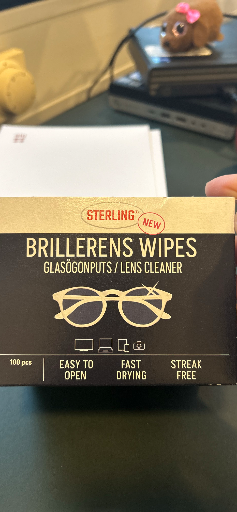 STERLING
NEW
BRILLERENS WIPES
GLASÖGONPUTS / LENS CLEANER
100 pcs
EASY TO
OPEN
FAST
DRYING
STREAK
FREE